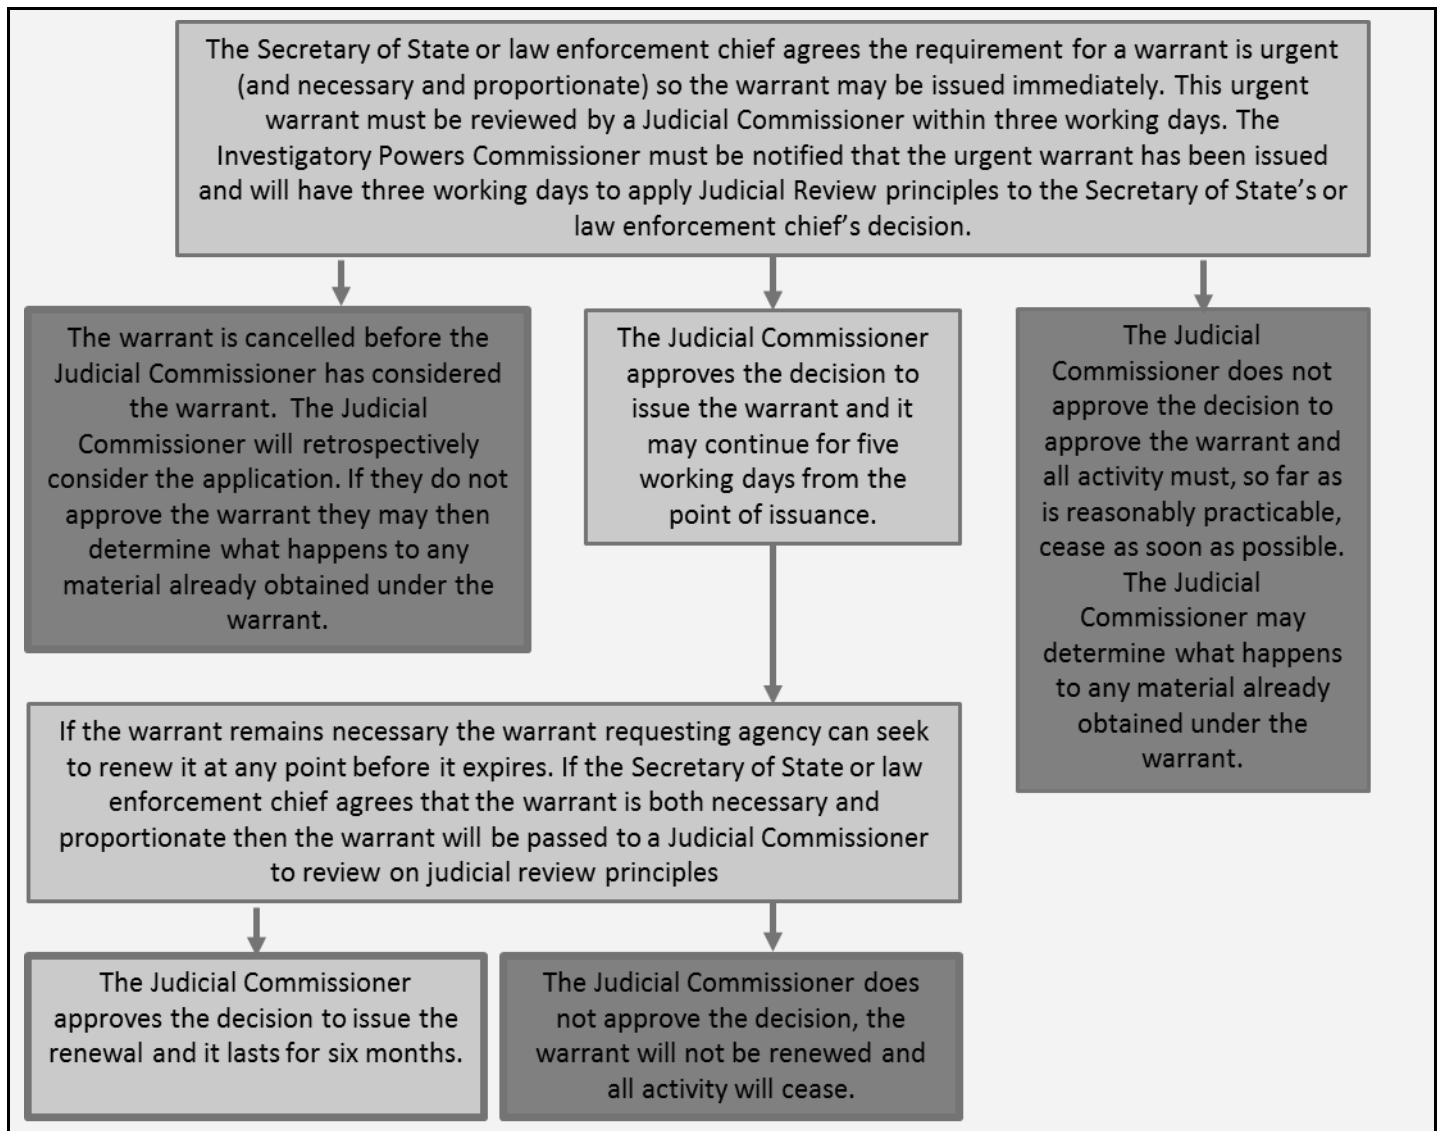 The Secretary of State or law enforcement chief agrees the requirement for a warrant is urgent
(and necessary and proportionate) so the warrant may be issued immediately. This urgent
warrant must be reviewed by a Judicial Commissioner within three working days. The
Investigatory Powers Commissioner must be notified that the urgent warrant has been issued
and will have three working days to apply Judicial Review principles to the Secretary of State's or
law enforcement chief's decision.
The warrant is cancelled before the
Judicial Commissioner has considered
the warrant. The Judicial
Commissioner will retrospectively
consider the application. If they do not
approve the warrant they may then
determine what happens to any
material already obtained under the
warrant.
The Judicial Commissioner
approves the decision to
issue the warrant and it
may continue for five
working days from the
point of issuance.
The Judicial
Commissioner does not
approve the decision to
approve the warrant and
all activity must, so far as
is reasonably practicable,
cease as soon as possible.
The Judicial
Commissioner may
determine what happens
to any material already
obtained under the
warrant.
If the warrant remains necessary the warrant requesting agency can seek
to renew it at any point before it expires. If the Secretary of State or law
enforcement chief agrees that the warrant is both necessary and
proportionate then the warrant will be passed to a Judicial Commissioner
to review on judicial review principles
The Judicial Commissioner
approves the decision to issue the
renewal and it lasts for six months.
The Judicial Commissioner does
not approve the decision, the
warrant will not be renewed and
all activity will cease.